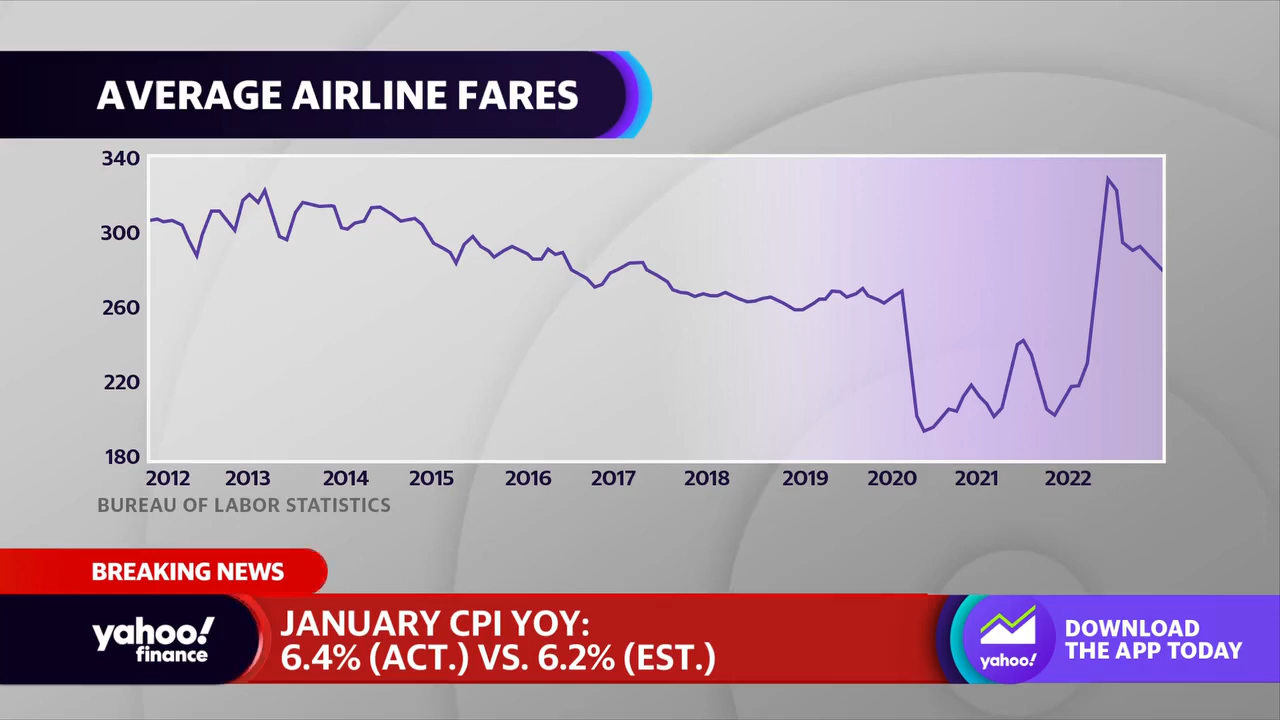 AVERAGE AIRLINE FARES
340
300
260
220
180
2012 2013 2014 2015 2016 2017 2018 2019 2020 2021 2022
BUREAU OF LABOR STATISTICS
BREAKING NEWS
yahoo!
finance
JANUARY CPI YOY:
6.4% (ACT.) VS. 6.2% (EST.)
yahoo!
DOWNLOAD
THE APP TODAY